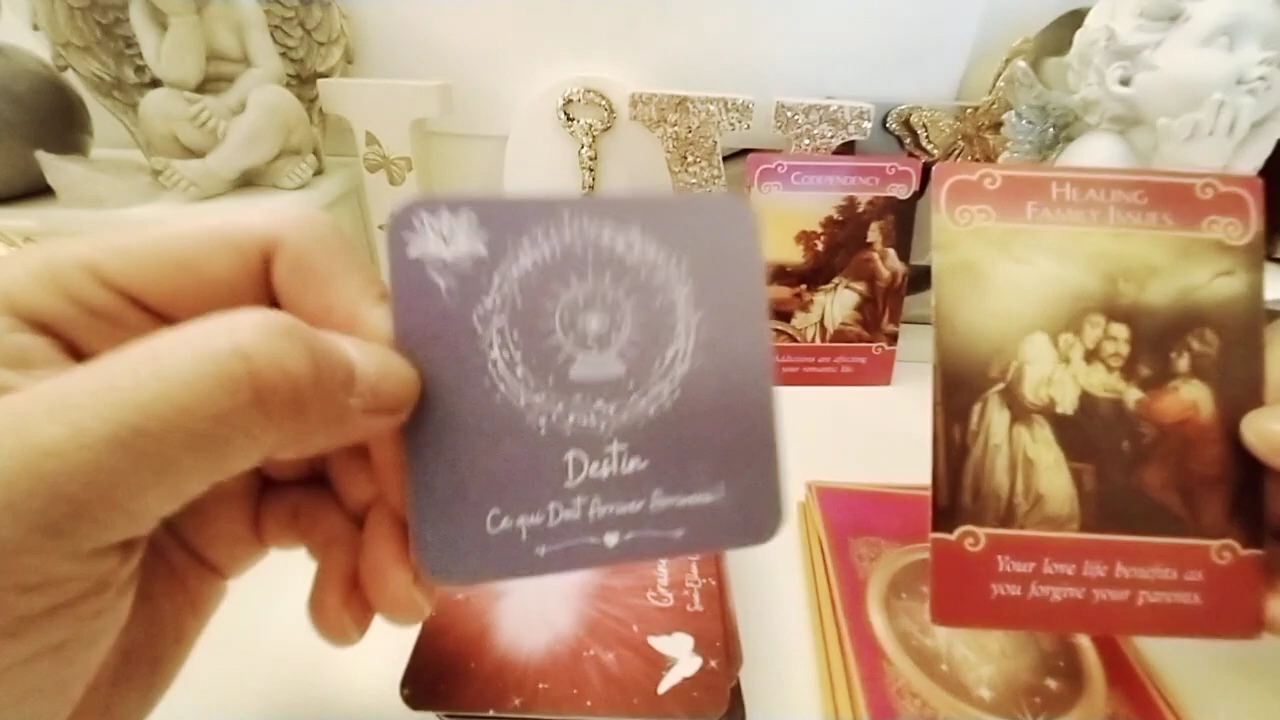 CODEPENDENCY
Addictions are affecting
your romantic life
HEALING
FAMILY ISSUES
Your love life benefits as
you forgive your parents.
Destin
Ce qui Doit Arriver Arrivera!